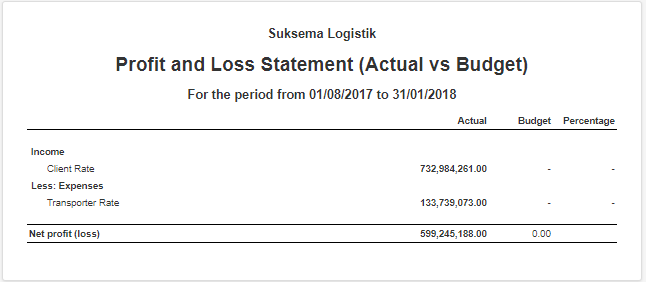 Suksema Logistik
Profit and Loss Statement (Actual vs Budget)
For the period from 01/08/2017 to 31/01/2018
Actual Budget Percentage
Income
Client Rate 732,984,261.00 - -
Less: Expenses
Transporter Rate 133,739,073.00 - -
Net profit (loss) 599,245,188.00 0.00